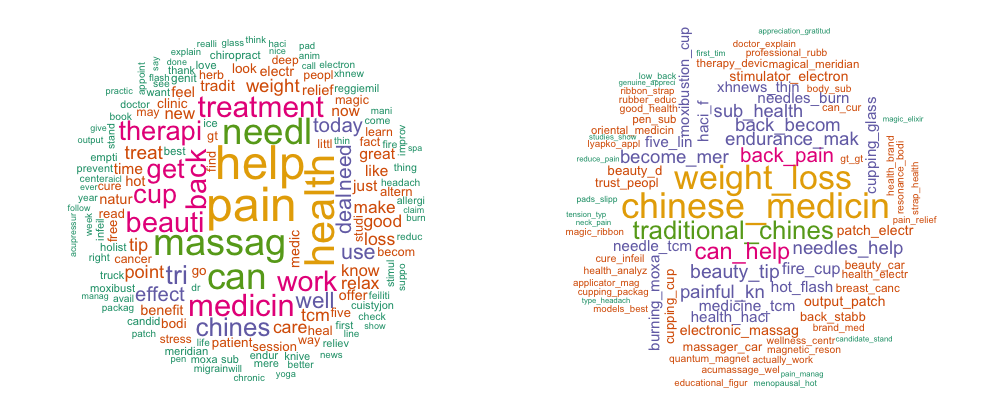 realli glass think
explain haci pad
chiropract nice anim
done love look electr deep call electron
say thank herb peopl xhnew
appoint see tradit weight relief reggiemil
flash genit
practic want feel treatment magic mani
doctor clinic now
book may new ice today come
give therapi gt needl learn
output stand littl thin fact fire improv
empti treat best find great spa
prevent time get help like headach
center aici cure hot back health need thing
ever cure cup deal just altern
year natur pain make allergi
follow read beauti claim burn
acupressur week infeil free studi good
holist tip massag medic loss reduc
right cancer use becom
truck point tri go can work know
moxibust dr relax stimul suppo
manag avail effect medicin well offer feiliti
packag benefit tcm five cuistyjon
candid bodi chines care heal first check
patch stress life patient way line show
meridian session reliev
pen moxa sub endur knive news
migrainwill mere better
chronic yoga
appreciation_gratitud
moxibustion_cup doctor_explain
first_tim professional_rubb
therapy_devic magical_meridian
low_back stimulator_electron
genuine_appreci
ribbon_strap xhnews_thin body_sub
rubber_educ haci_f needles_burn
good_health sub_health can_cur
pen_sub five_lin back_becom cupping_glass
oriental_medicin magic_elixir
studies_show endurance_mak
lyapko_appl
reduc_pain become_mer back_pain gt_gt health_brand
beauty_d resonance_bodi
trust_peopl weight_loss strap_health
pads_slipp chinese_medicin
tension_typ pain_relief
neck_pain traditional_chines patch_electr
magic_ribbon
needle_tcm can_help needles_help
cure_infeil burning_moxa beauty_car
health_analyz beauty_tip fire_cup health_electr
applicator_mag cupping_cup painful_kn hot_flash breast_canc
cupping_packag
type_headach medicine_tcm output_patch
models_best health_haci back_stabb
brand_med
electronic_massag wellness_centr candidate_stand
massager_car magnetic_reson
quantum_magnet actually_work
acumassage_wel pain_manag
educational_figur menopausal_hot